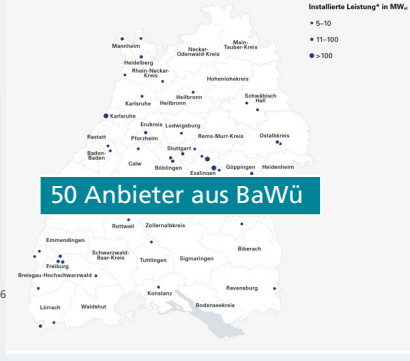 Installierte Leistung* in MWel
5–10
11–100
>100
Mannheim
Neckar-
Odenwald-Kreis
Main-
Tauber-Kreis
Heidelberg
Rhein-Neckar-
Kreis
Hohenlohekreis
Karlsruhe
Heilbronn
Heilbronn
Schwäbisch
Hall
Karlsruhe
Enzkreis
Ludwigsburg
Rastatt
Pforzheim
Rems-Murr-Kreis
Ostalbkreis
Baden-
Baden
Stuttgart
Calw
Böblingen
Esslingen
Göppingen
Heidenheim
50 Anbieter aus BaWü
Rottweil
Zollernalbkreis
Emmendingen
Biberach
Schwarzwald-
Baar-Kreis
Tuttlingen
Sigmaringen
Freiburg
Breisgau-Hochschwarzwald
6
Ravensburg
Konstanz
Lörrach
Waldshut
Bodenseekreis